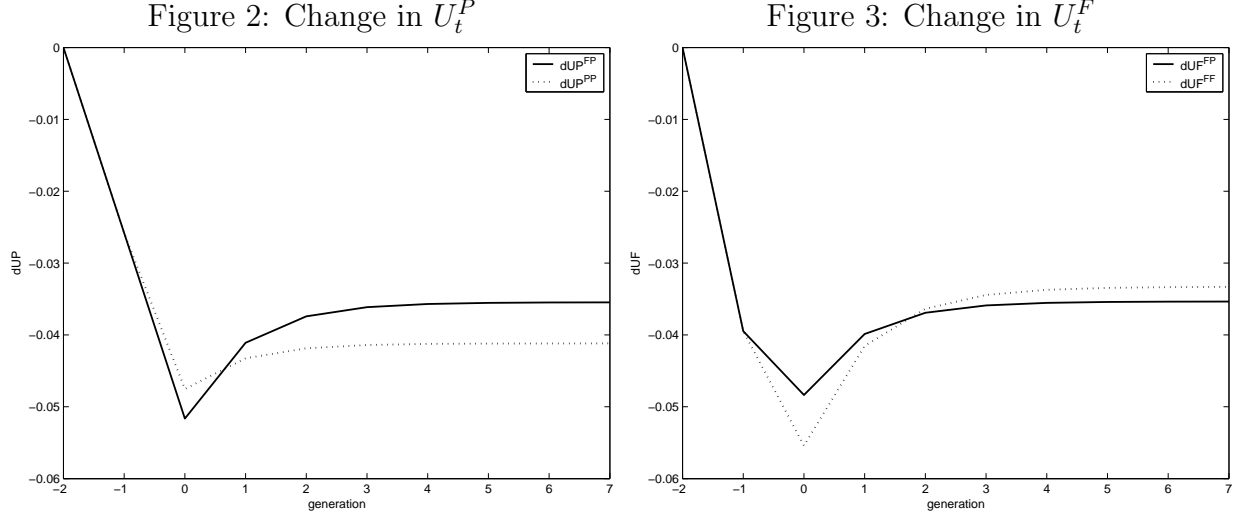 Figure 2: Change in $U_t^P$
0
−0.01
−0.02
−0.03
−0.04
−0.05
−0.06
dUP
−2 −1 0 1 2 3 4 5 6 7
generation
dUP^FP
dUP^PP
Figure 3: Change in $U_t^F$
0
−0.01
−0.02
−0.03
−0.04
−0.05
−0.06
dUF
−2 −1 0 1 2 3 4 5 6 7
generation
dUF^FP
dUF^FF